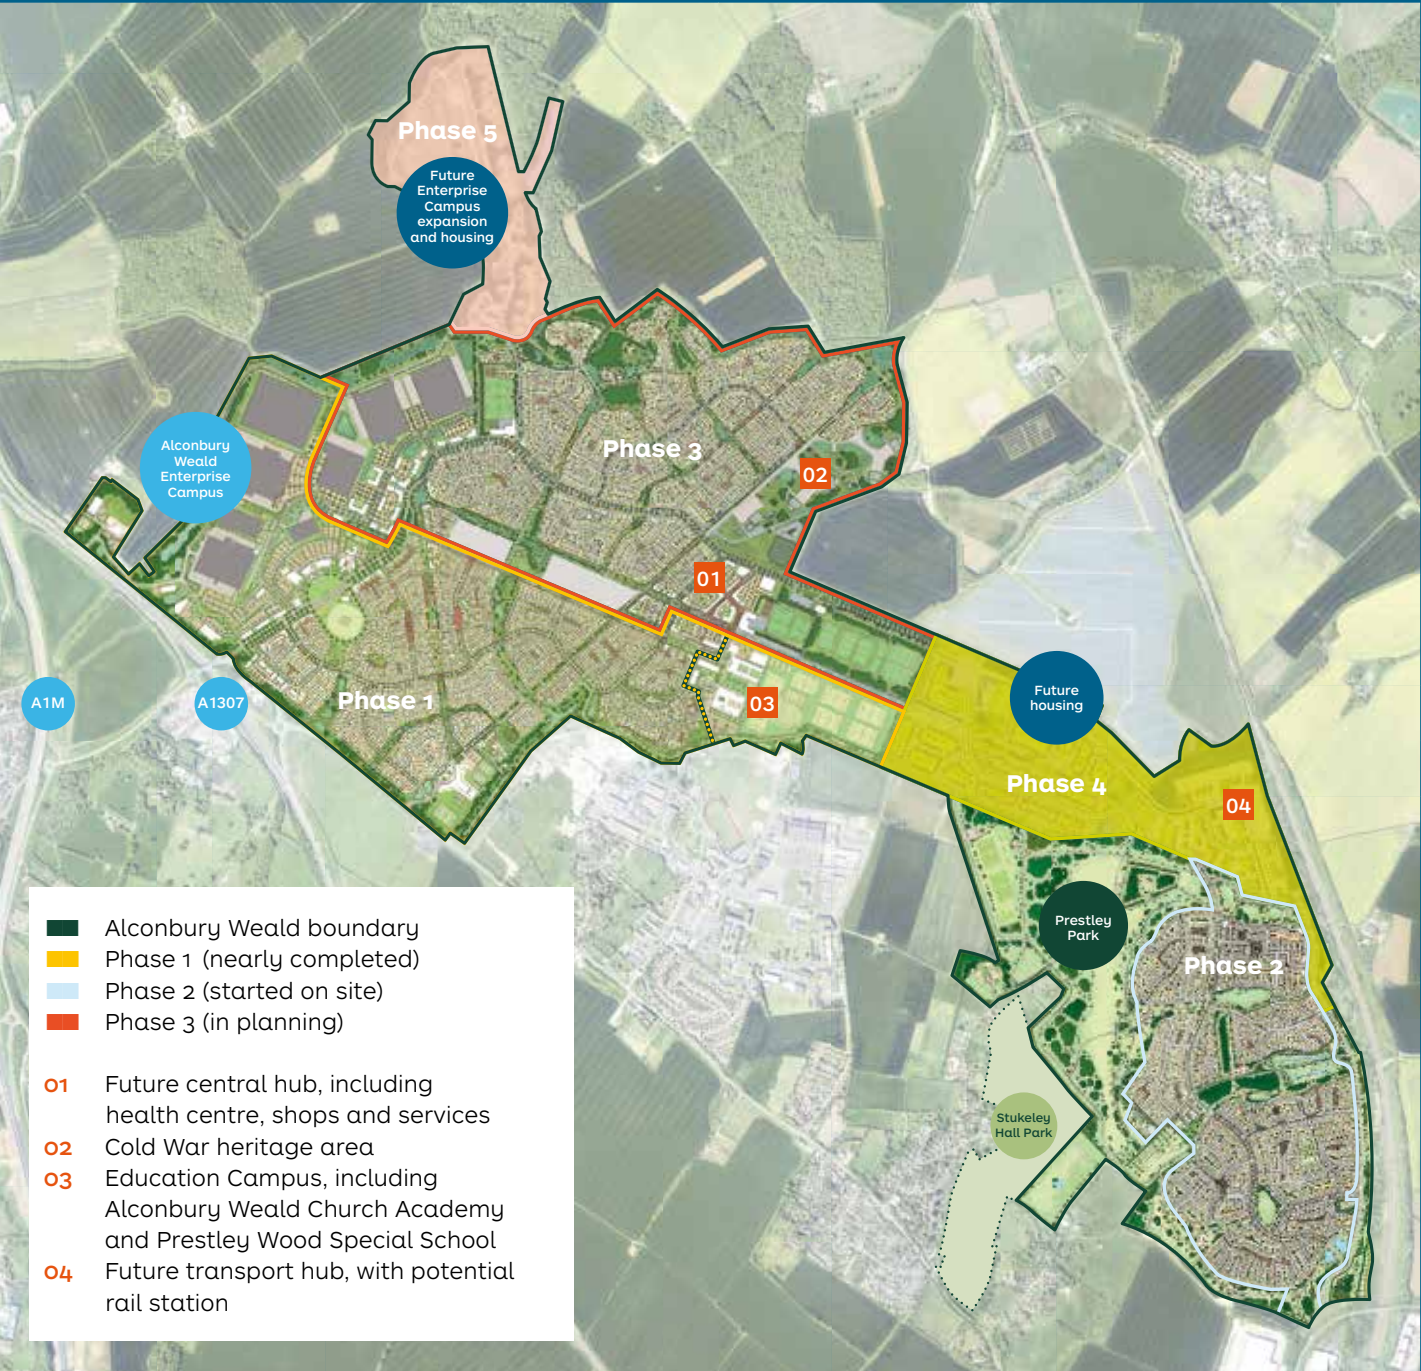 Phase 5
Future
Enterprise
Campus
expansion
and housing
Alconbury
Weald
Enterprise
Campus
Phase 3
02
01
A1M
A1307
Phase 1
03
Future
housing
Phase 4
04
Prestley
Park
Phase 2
Stukeley
Hall Park
Alconbury Weald boundary
Phase 1 (nearly completed)
Phase 2 (started on site)
Phase 3 (in planning)
01 Future central hub, including
health centre, shops and services
02 Cold War heritage area
03 Education Campus, including
Alconbury Weald Church Academy
and Prestley Wood Special School
04 Future transport hub, with potential
rail station